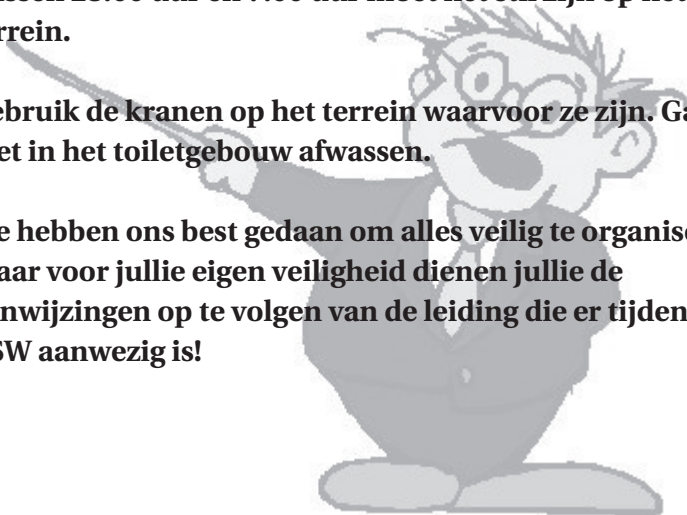 ssen 23.00 uur en 7.00 uur moet het stil zijn op het
rrein.
ebruik de kranen op het terrein waarvoor ze zijn. Ga
et in het toiletgebouw afwassen.
e hebben ons best gedaan om alles veilig te organise
aar voor jullie eigen veiligheid dienen jullie de
nwijzingen op te volgen van de leiding die er tijden
SW aanwezig is!